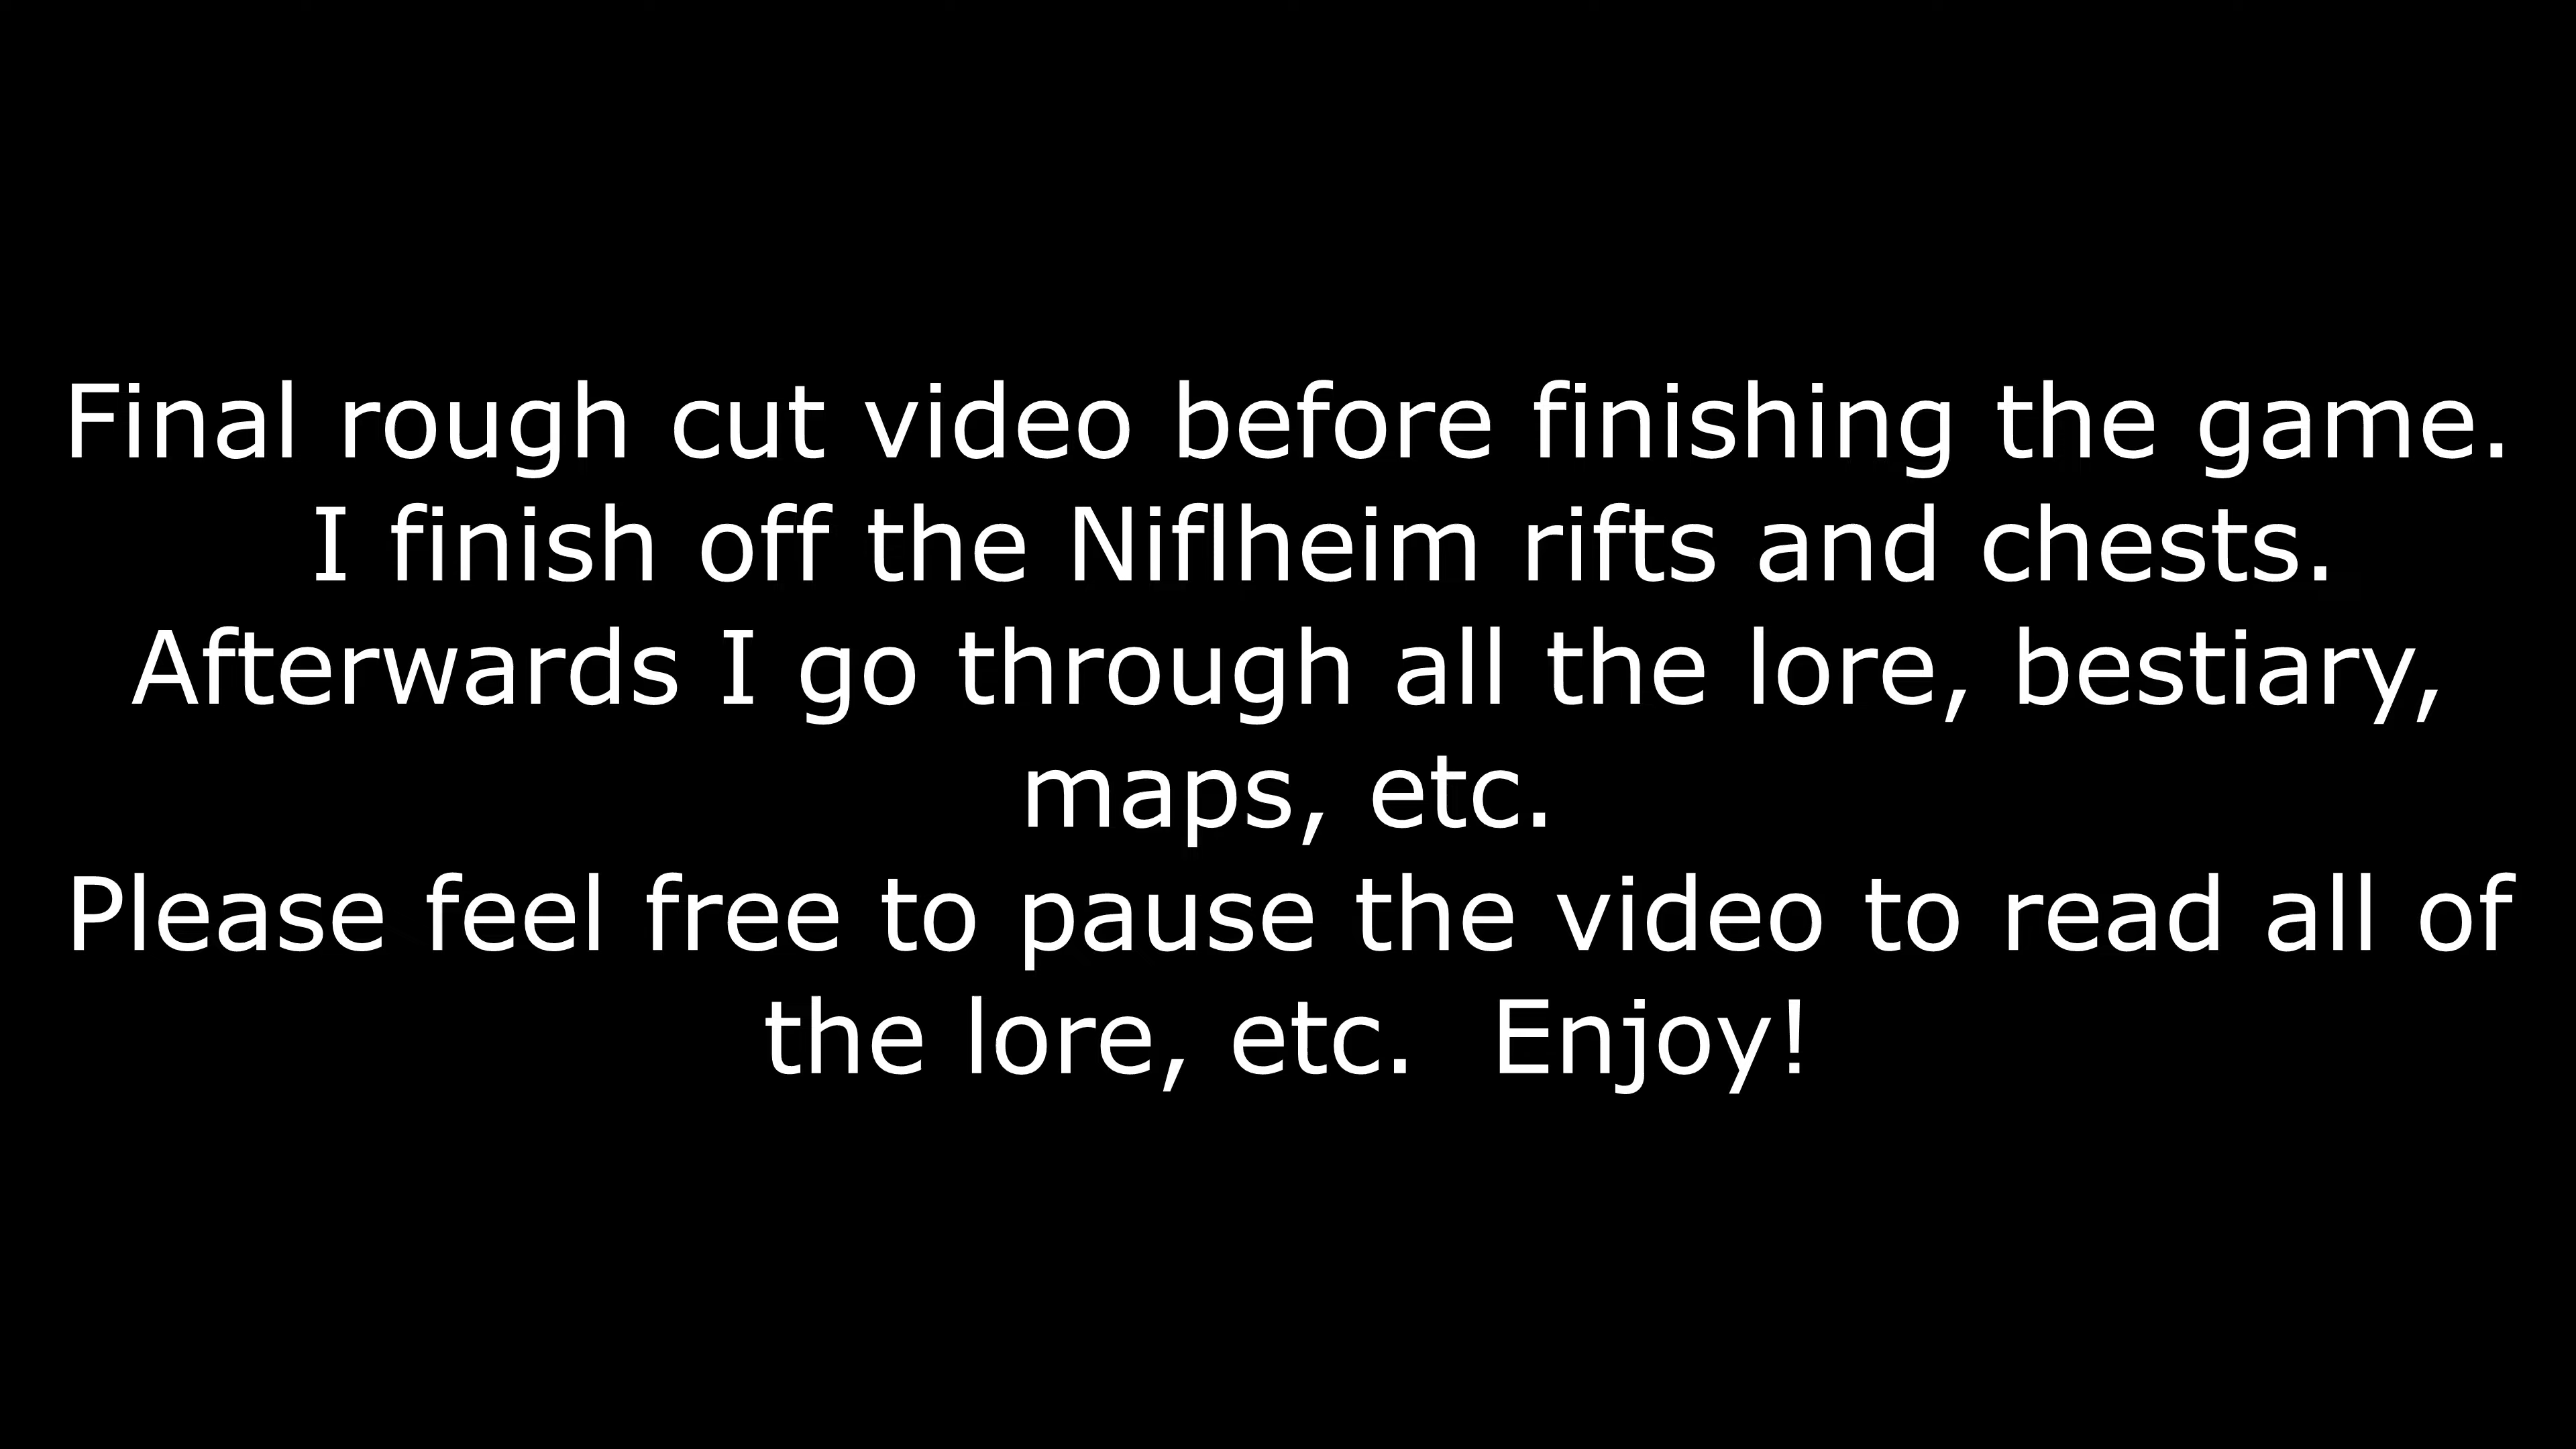 Final rough cut video before finishing the game.
I finish off the Niflheim rifts and chests.
Afterwards I go through all the lore, bestiary,
maps, etc.
Please feel free to pause the video to read all of
the lore, etc.  Enjoy!